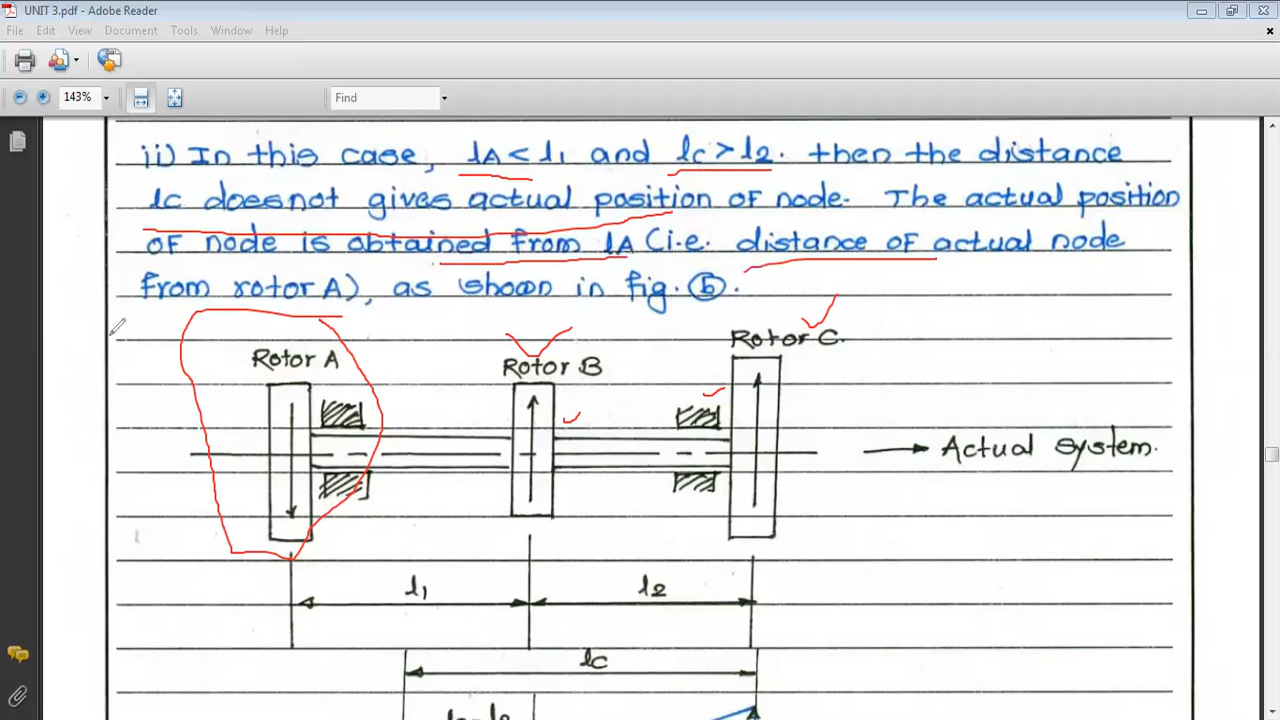 UNIT 3.pdf - Adobe Reader
File Edit View Document Tools Window Help
143% Find
ii) In this case, lA < l1 and lc > l2. then the distance
lc doesnot gives actual position of node. The actual position
of node is obtained from lA (i.e. distance of actual node
from rotor A), as shown in fig. (b).
Rotor A Rotor B Rotor C.
→ Actual system.
l1 l2
lc